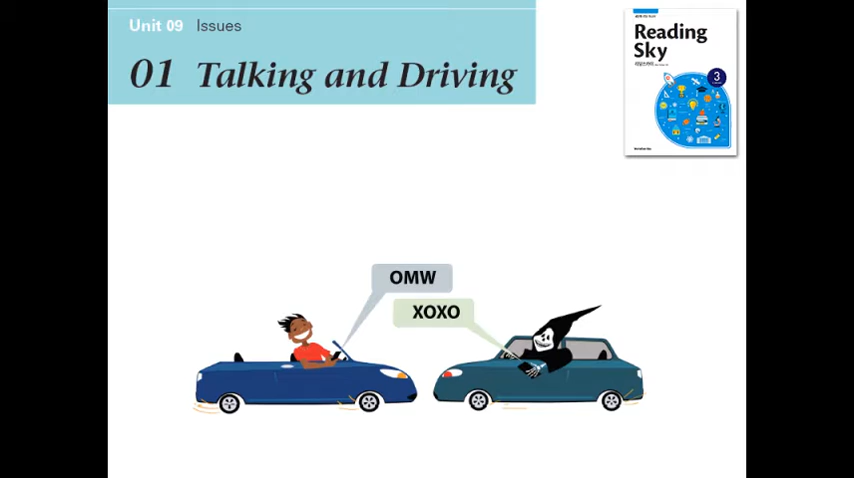 Unit 09 Issues
01 Talking and Driving
Reading
Sky
3
OMW
XOXO